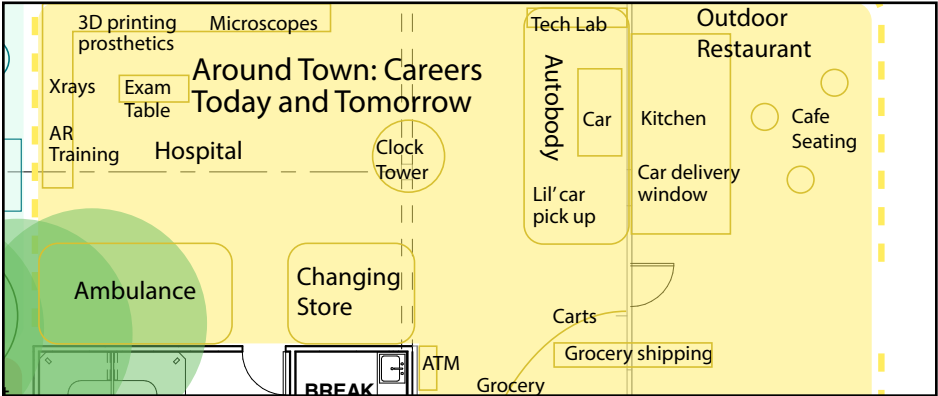 3D printing
prosthetics
Microscopes
Tech Lab
Outdoor
Restaurant
Xrays
Exam
Table
Around Town: Careers
Today and Tomorrow
Autobody
Car
Kitchen
Cafe
Seating
AR
Training
Hospital
Clock
Tower
Lil’ car
pick up
Car delivery
window
Ambulance
Changing
Store
Carts
Grocery shipping
ATM
Grocery
BREAK